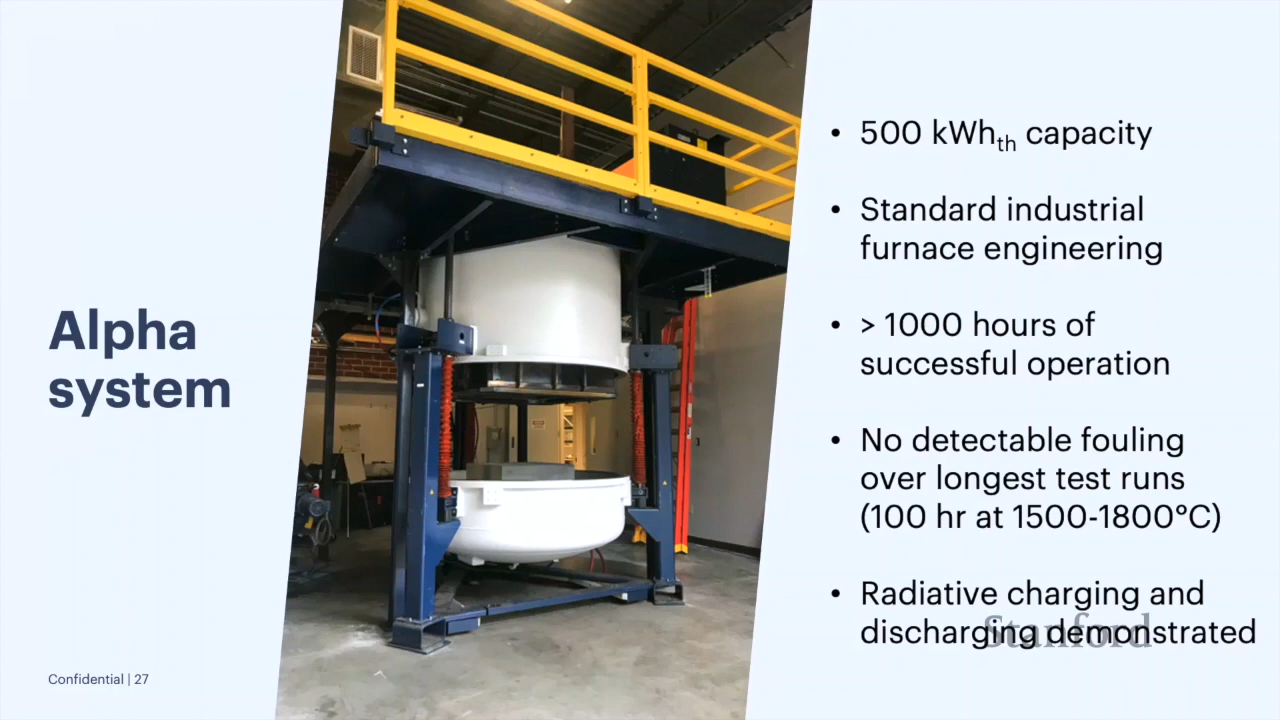 Alpha
system
• 500 kWhth capacity
• Standard industrial
furnace engineering
• > 1000 hours of
successful operation
• No detectable fouling
over longest test runs
(100 hr at 1500-1800°C)
• Radiative charging and
discharging demonstrated
Stanford
Confidential | 27